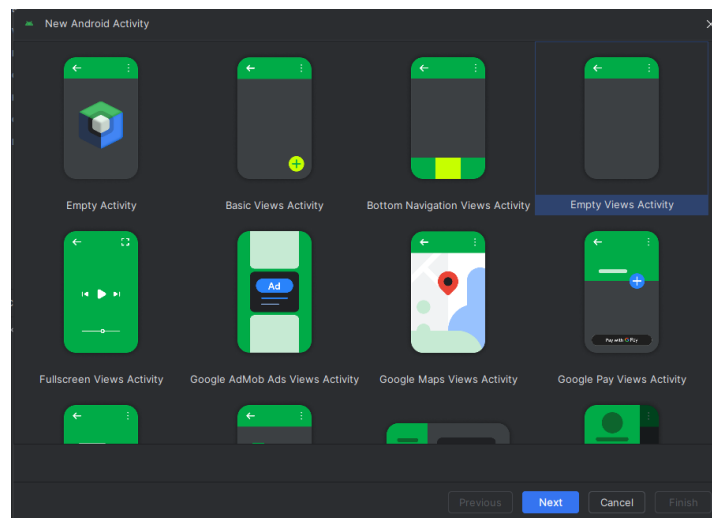 New Android Activity
Empty Activity
Basic Views Activity
Bottom Navigation Views Activity
Empty Views Activity
Ad
Pay with G Pay
Fullscreen Views Activity
Google AdMob Ads Views Activity
Google Maps Views Activity
Google Pay Views Activity
Previous
Next
Cancel
Finish